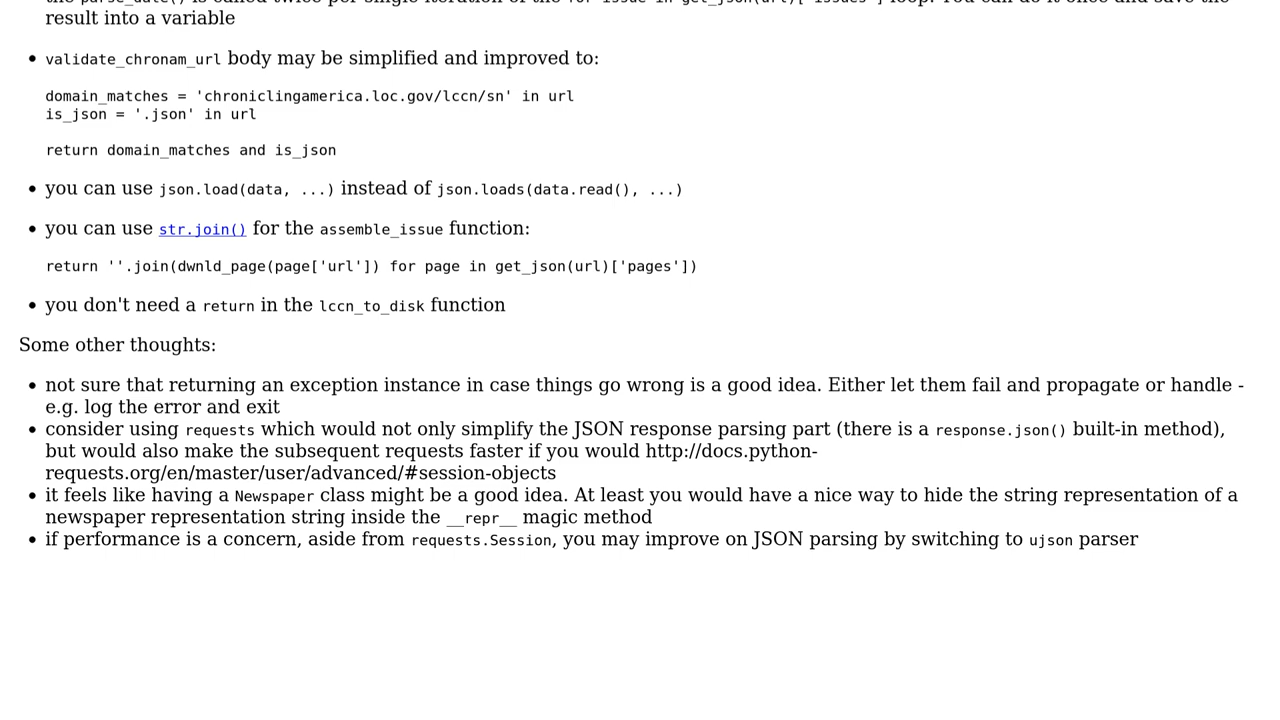 result into a variable
• validate_chronam_url body may be simplified and improved to:
domain_matches = 'chroniclingamerica.loc.gov/lccn/sn' in url
is_json = '.json' in url
return domain_matches and is_json
• you can use json.load(data, ...) instead of json.loads(data.read(), ...)
• you can use str.join() for the assemble_issue function:
return ''.join(dwnld_page(page['url']) for page in get_json(url)['pages'])
• you don't need a return in the lccn_to_disk function
Some other thoughts:
• not sure that returning an exception instance in case things go wrong is a good idea. Either let them fail and propagate or handle -
e.g. log the error and exit
• consider using requests which would not only simplify the JSON response parsing part (there is a response.json() built-in method),
but would also make the subsequent requests faster if you would http://docs.python-
requests.org/en/master/user/advanced/#session-objects
• it feels like having a Newspaper class might be a good idea. At least you would have a nice way to hide the string representation of a
newspaper representation string inside the __repr__ magic method
• if performance is a concern, aside from requests.Session, you may improve on JSON parsing by switching to ujson parser